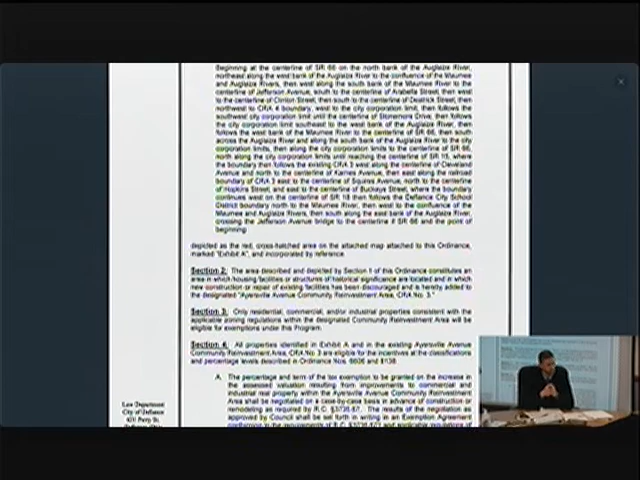 Beginning at the centerline of SR 66 on the north bank of the Auglaize River,
northeast along the west bank of the Auglaize River to the confluence of the Maumee
and Auglaize Rivers, then west along the south bank of the Maumee River to the
centerline of Jefferson Avenue, south to the centerline of Arabella Street, then west
to the centerline of Clinton Street, then south to the centerline of Deatrick Street, then
northwest to CRA 4 boundary, west to the city corporation limit, then follows the
southwest city corporation limit until the centerline of Stonemore Drive, then follows
the city corporation limit southeast to the west bank of the Auglaize River, then
follows the west bank of the Maumee River to the centerline of SR 66, then south
across the Auglaize River and along the south bank of the Auglaize River to the city
corporation limits, then along the city corporation limits to the centerline of SR 66,
north along the city corporation limits until reaching the centerline of SR 15, where
the boundary then follows the existing CRA 3 west along the centerline of Cleveland
Avenue and north to the center of Karnes Avenue, then east along the railroad
boundary of CRA 3 east to the centerline of Squires Avenue, north to the centerline
of Hopkins Street, and east to the centerline of Buckeye Street, where the boundary
continues west on the centerline of SR 18 then follows the Defiance City School
District boundary north to the Maumee River, then west to the confluence of the
Maumee and Auglaize Rivers, then south along the east bank of the Auglaize River,
crossing the Jefferson Avenue bridge to the centerline # SR 66 and the point of
beginning
depicted as the red, cross-hatched area on the attached map attached to this Ordinance,
marked "Exhibit A", and incorporated by reference.
Section 2: The area described and depicted by Section 1 of this Ordinance constitutes an
area in which housing facilities or structures of historical significance are located and in which
new construction or repair of existing facilities has been discouraged and is hereby added to
the designated "Ayersville Avenue Community Reinvestment Area, CRA No. 3."
Section 3: Only residential, commercial, and/or industrial properties consistent with the
applicable zoning regulations within the designated Community Reinvestment Area will be
eligible for exemptions under this Program.
Section 4: All properties identified in Exhibit A and in the existing Ayersville Avenue
Community Reinvestment Area, CRA No. 3 are eligible for the incentives at the classifications
and percentage levels described in Ordinance Nos. 6606 and
A. The percentage and term of the tax exemption to be granted on the increase in
the assessed valuation resulting from improvements to commercial and
industrial real property within the Ayersville Avenue Community Reinvestment
Area shall be negotiated on a case-by-case basis in advance of construction or
remodeling as required by R.C. The results of the negotiation as
approved by Council shall be set forth in writing in an Exemption Agreement
Law Department
City of Defiance
631 Perry St.